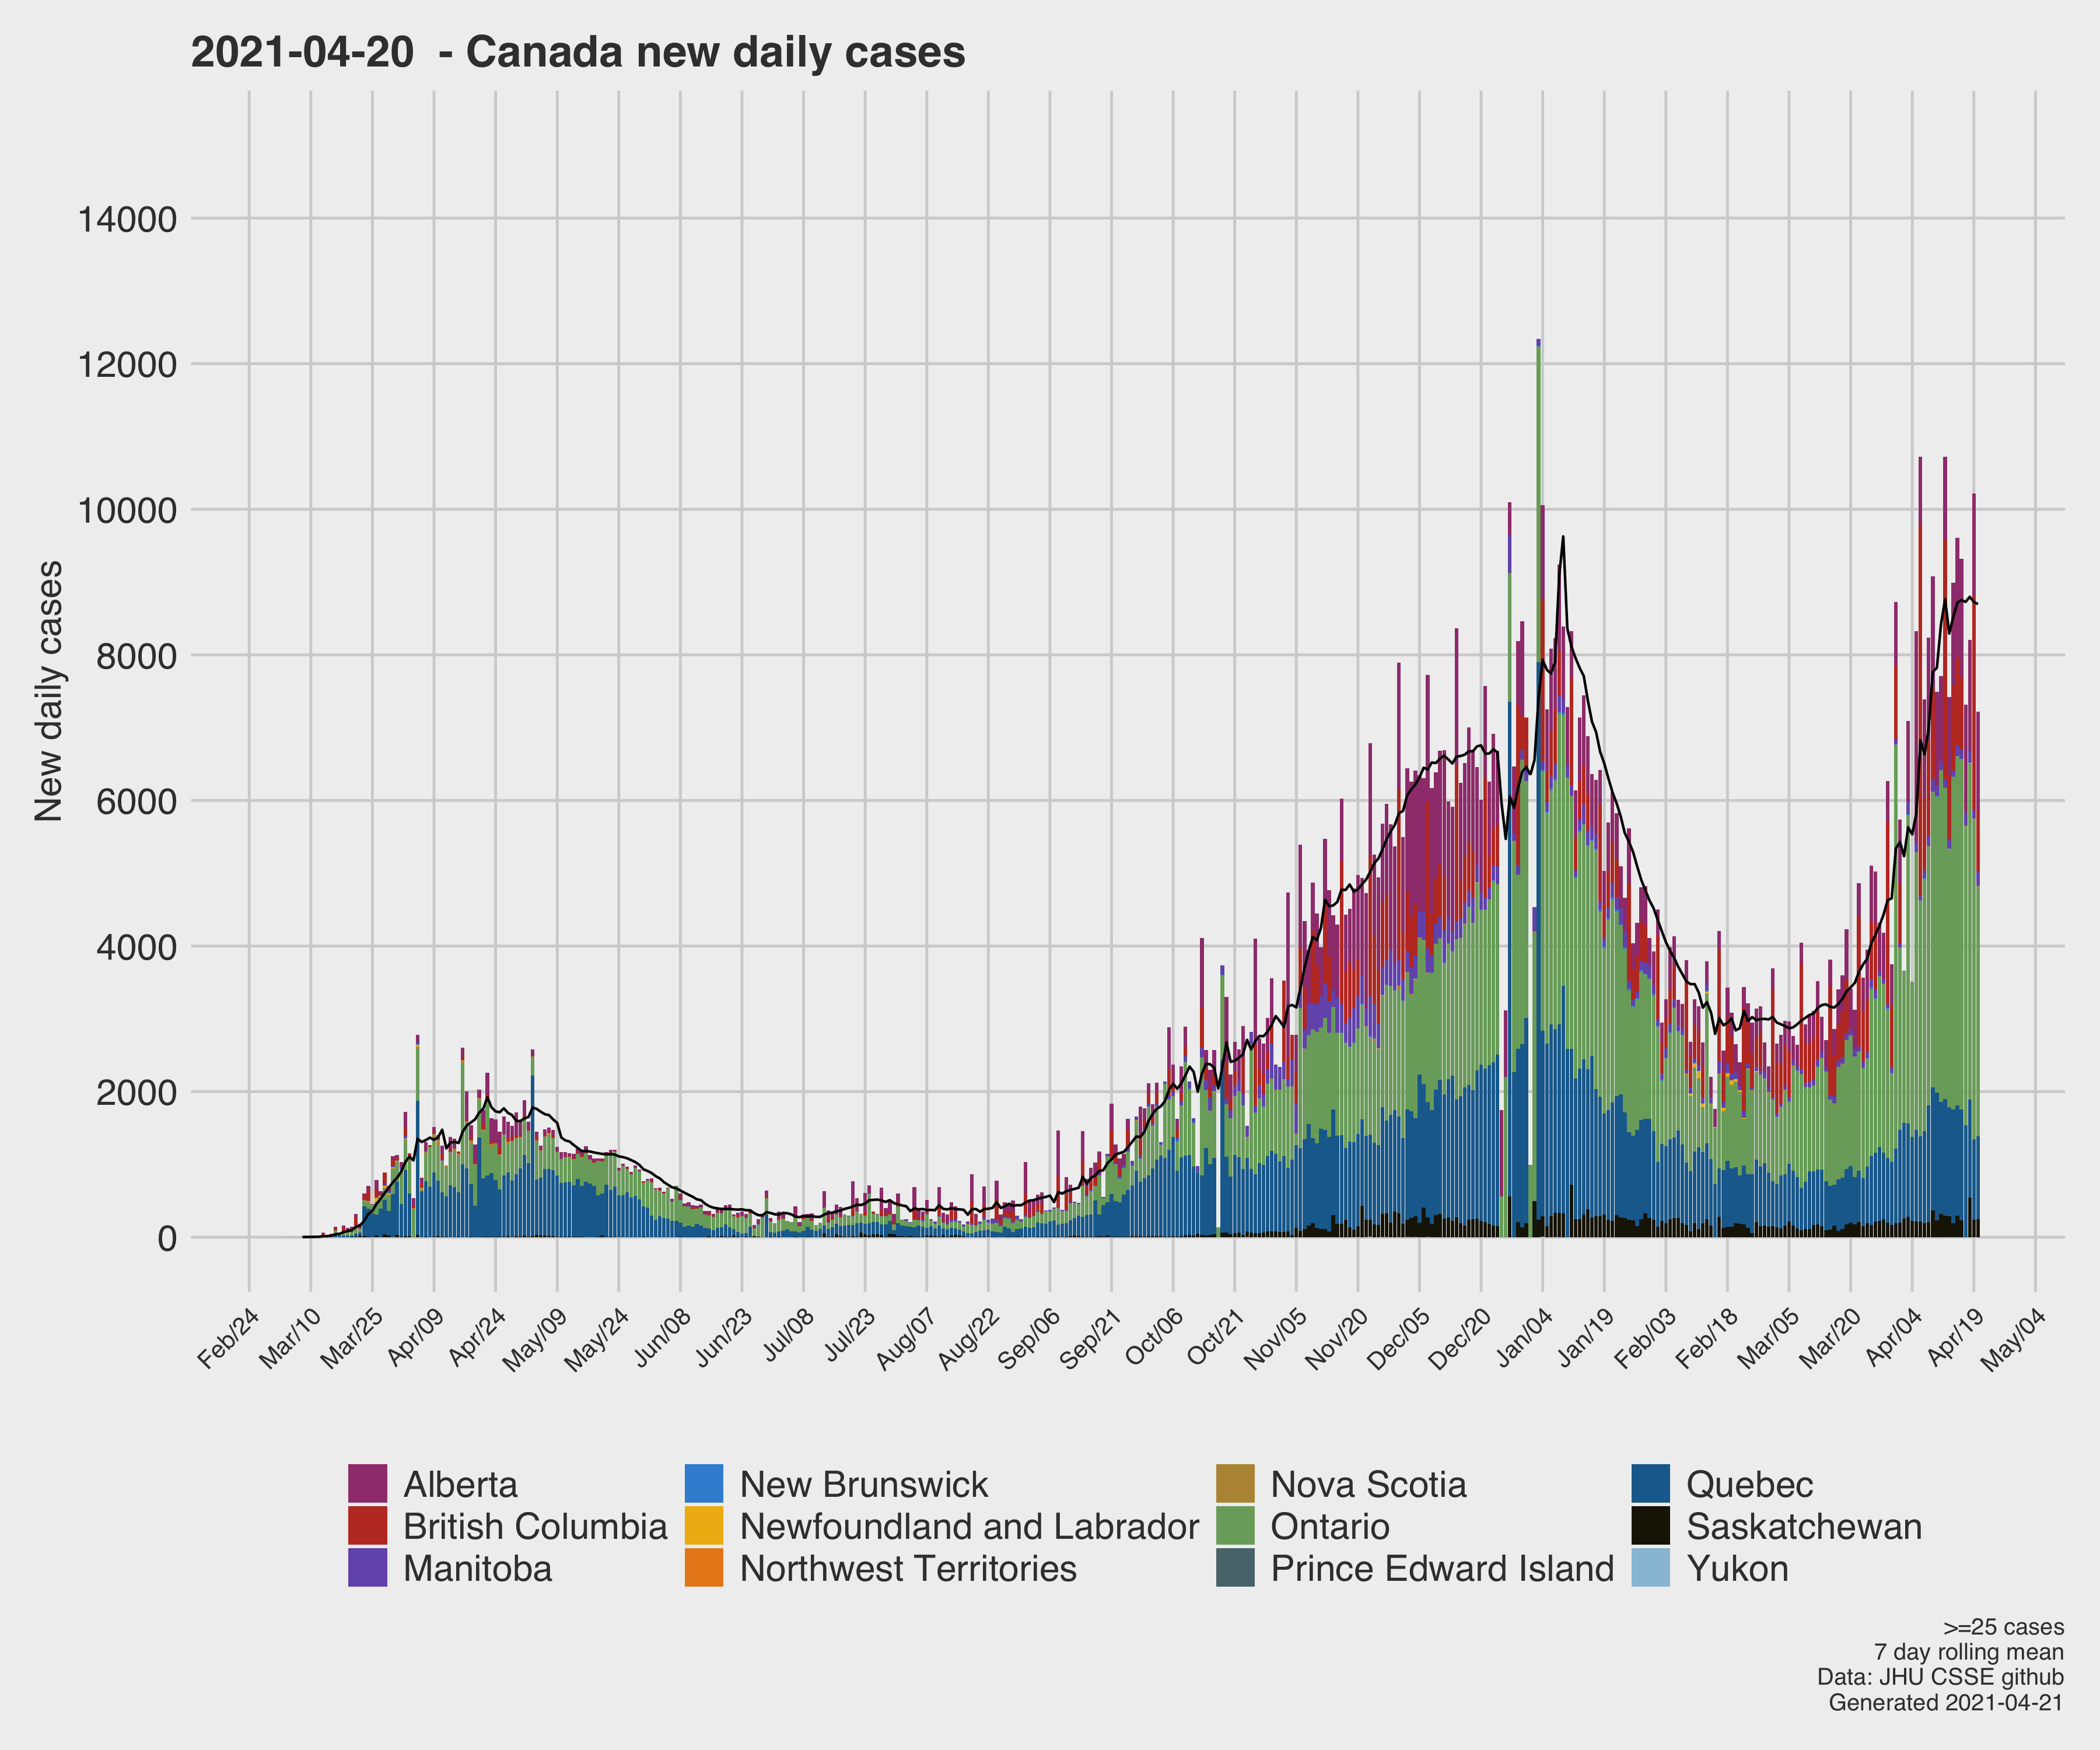 2021-04-20 - Canada new daily cases
New daily cases
14000
12000
10000
8000
6000
4000
2000
0
Feb/24
Mar/10
Mar/25
Apr/09
Apr/24
May/09
May/24
Jun/08
Jun/23
Jul/08
Jul/23
Aug/07
Aug/22
Sep/06
Sep/21
Oct/06
Oct/21
Nov/05
Nov/20
Dec/05
Dec/20
Jan/04
Jan/19
Feb/03
Feb/18
Mar/05
Mar/20
Apr/04
Apr/19
May/04
Alberta
British Columbia
Manitoba
New Brunswick
Newfoundland and Labrador
Northwest Territories
Nova Scotia
Ontario
Prince Edward Island
Quebec
Saskatchewan
Yukon
>=25 cases
7 day rolling mean
Data: JHU CSSE github
Generated 2021-04-21